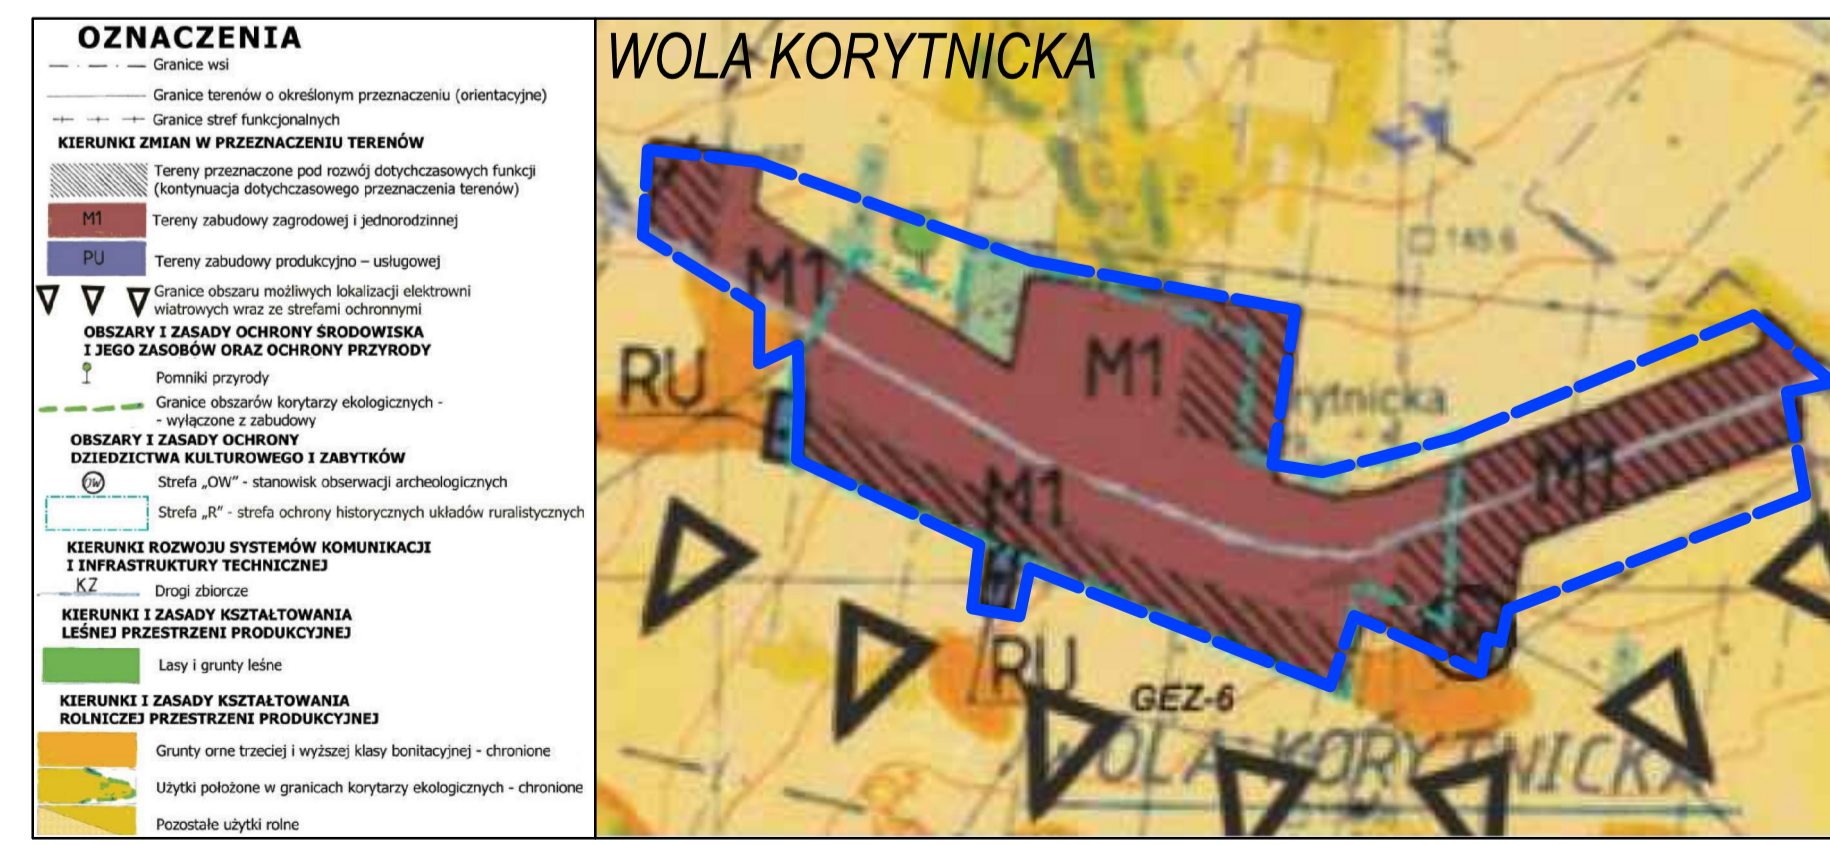 OZNACZENIA
Granice wsi
Granice terenów o określonym przeznaczeniu (orientacyjne)
Granice stref funkcjonalnych
KIERUNKI ZMIAN W PRZEZNACZENIU TERENÓW
Tereny przeznaczone pod rozwój dotychczasowych funkcji
(kontynuacja dotychczasowego przeznaczenia terenów)
M1
Tereny zabudowy zagrodowej i jednorodzinnej
PU
Tereny zabudowy produkcyjno – usługowej
Granice obszaru możliwych lokalizacji elektrowni
wiatrowych wraz ze strefami ochronnymi
OBSZARY I ZASADY OCHRONY ŚRODOWISKA
I JEGO ZASOBÓW ORAZ OCHRONY PRZYRODY
Pomniki przyrody
Granice obszarów korytarzy ekologicznych -
- wyłączone z zabudowy
OBSZARY I ZASADY OCHRONY
DZIEDZICTWA KULTUROWEGO I ZABYTKÓW
OW
Strefa „OW" - stanowisk obserwacji archeologicznych
Strefa „R" - strefa ochrony historycznych układów ruralistycznych
KIERUNKI ROZWOJU SYSTEMÓW KOMUNIKACJI
I INFRASTRUKTURY TECHNICZNEJ
KZ
Drogi zbiorcze
KIERUNKI I ZASADY KSZTAŁTOWANIA
LEŚNEJ PRZESTRZENI PRODUKCYJNEJ
Lasy i grunty leśne
KIERUNKI I ZASADY KSZTAŁTOWANIA
ROLNICZEJ PRZESTRZENI PRODUKCYJNEJ
Grunty orne trzeciej i wyższej klasy bonitacyjnej - chronione
Użytki położone w granicach korytarzy ekologicznych - chronione
Pozostałe użytki rolne
WOLA KORYTNICKA
145.6
M1
RU
M1
rytnicka
M1
M1
RU
GEZ-6
WOLA KORYTNICKA